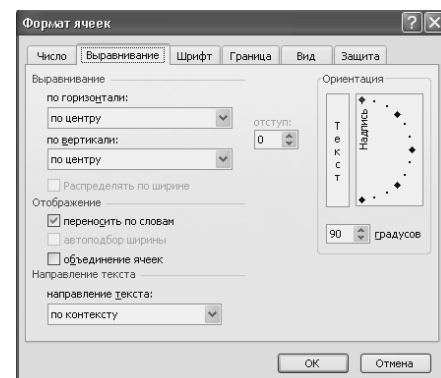 Формат ячеек
Число Выравнивание Шрифт Граница Вид Защита
Выравнивание
по горизонтали:
по центру
отступ:
0
по вертикали:
по центру
Распределять по ширине
Отображение
переносить по словам
автоподбор ширины
объединение ячеек
Направление текста
направление текста:
по контексту
Ориентация
Текст
Надпись
90 градусов
ОК Отмена